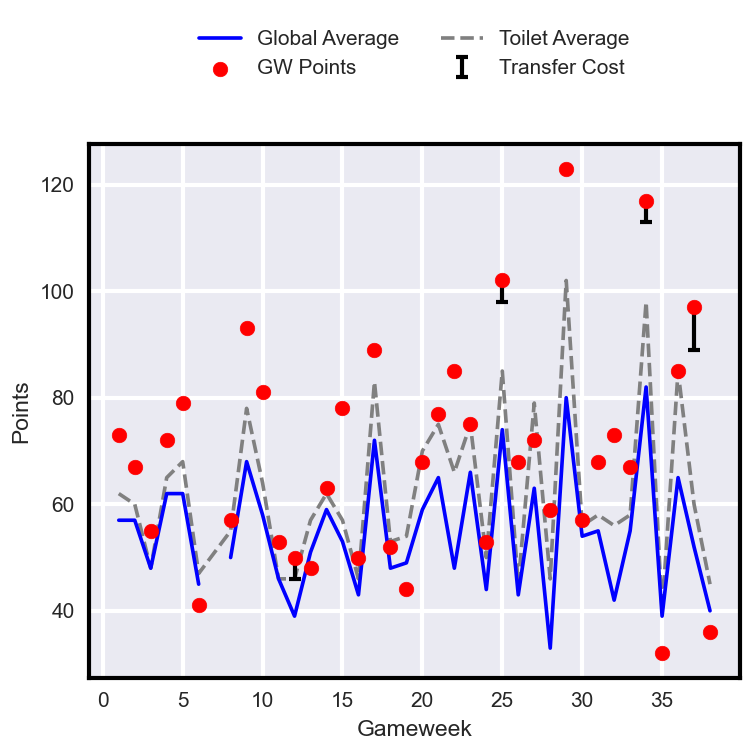 Global Average
Toilet Average
GW Points
Transfer Cost
120
100
80
60
40
Points
0 5 10 15 20 25 30 35
Gameweek